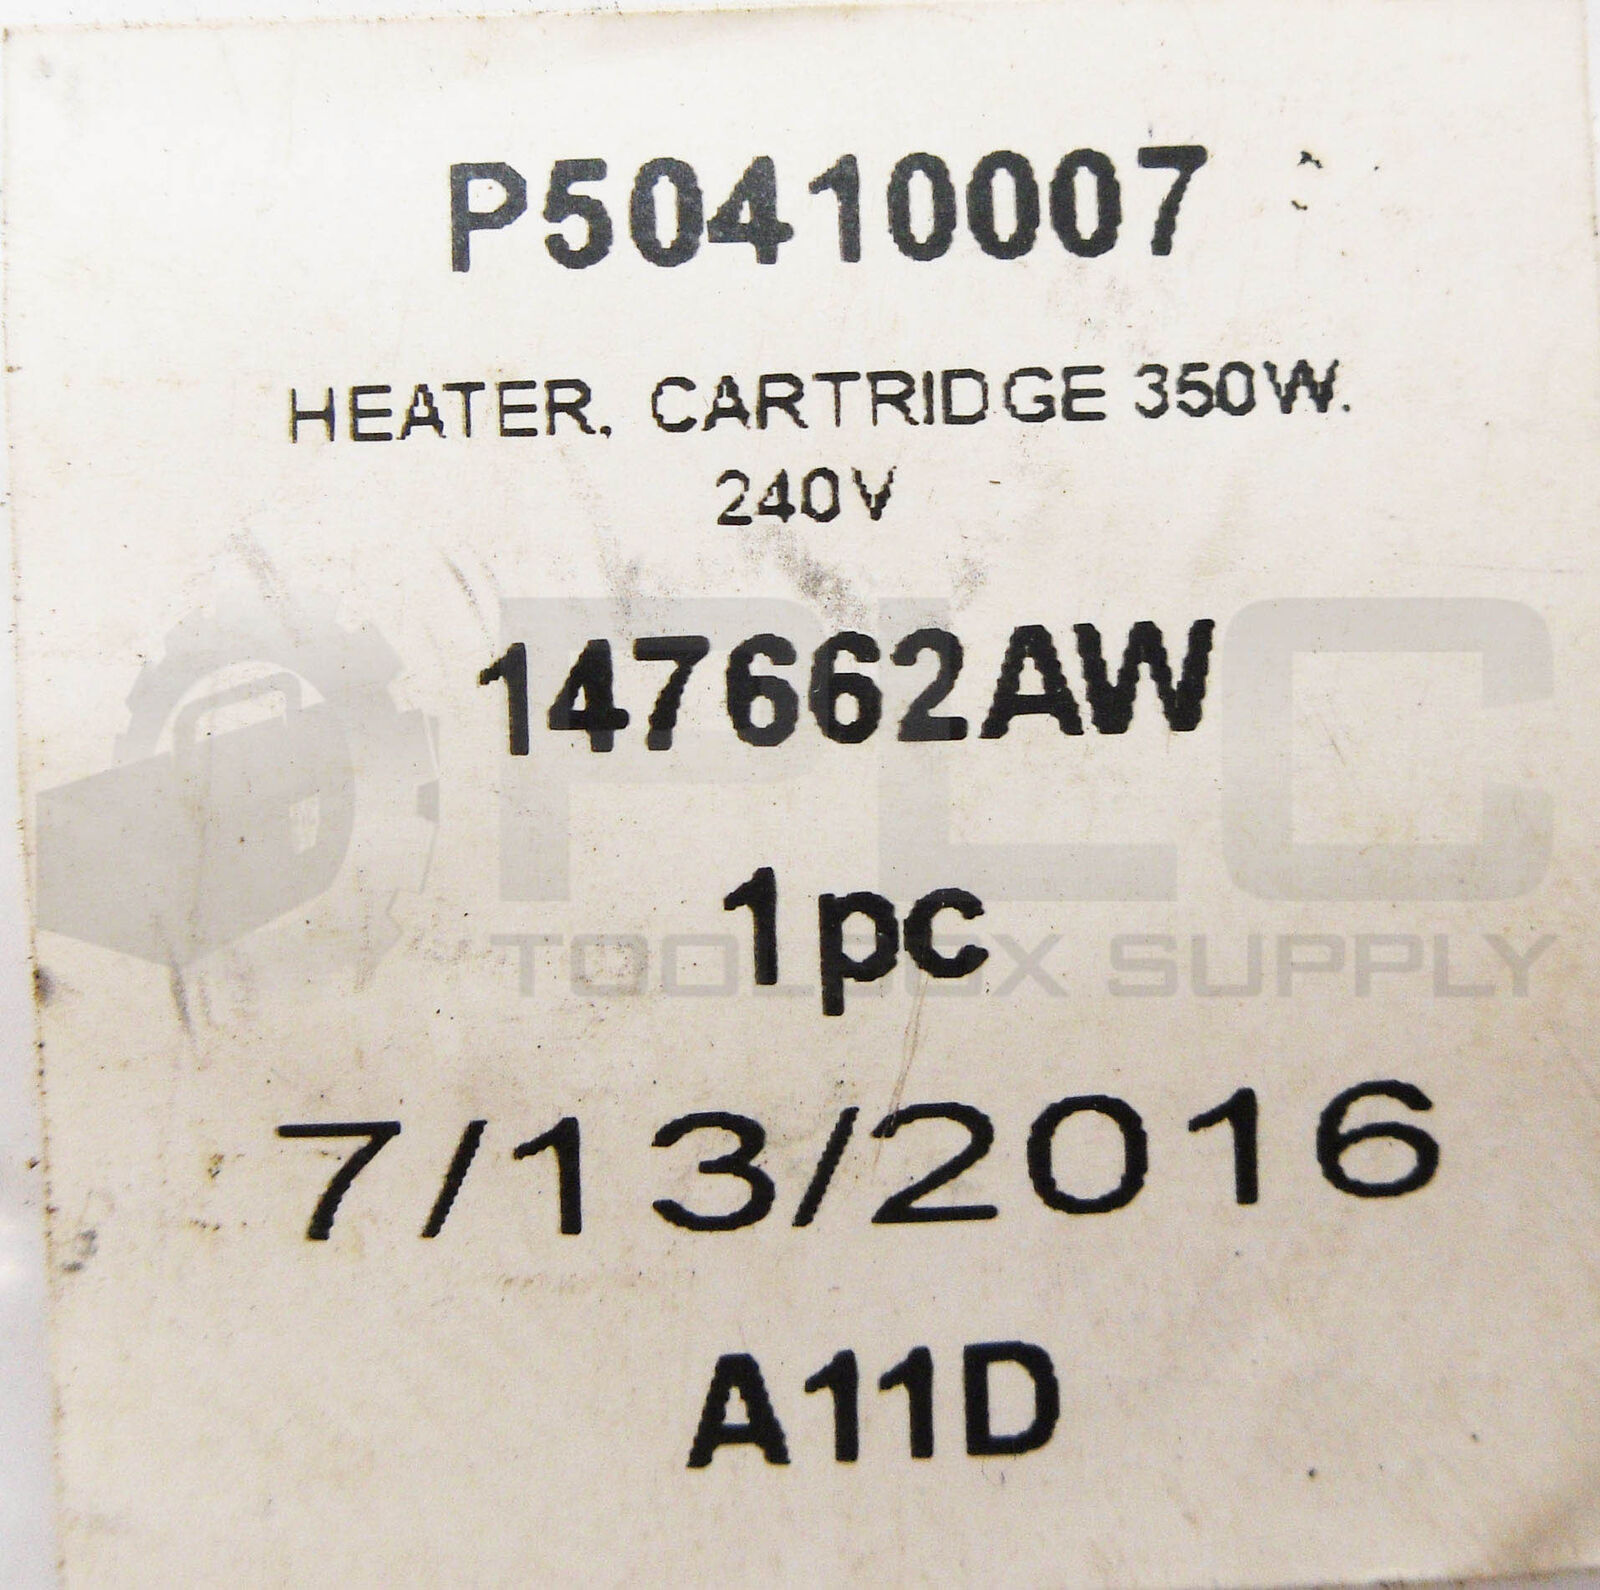 P50410007
HEATER, CARTRIDGE 350W.
240V
147662AW
PLC
1pc
TOOLBOX SUPPLY
7/13/2016
A11D